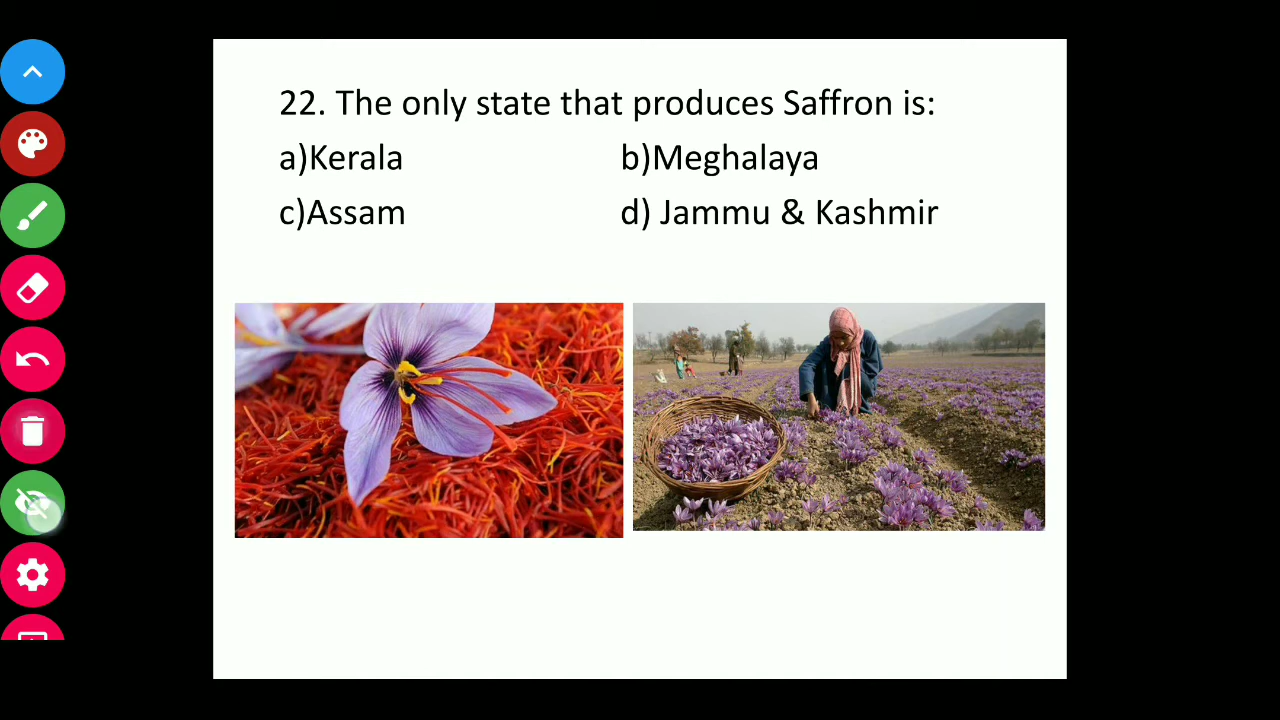 22. The only state that produces Saffron is:
a)Kerala b)Meghalaya
c)Assam d) Jammu & Kashmir